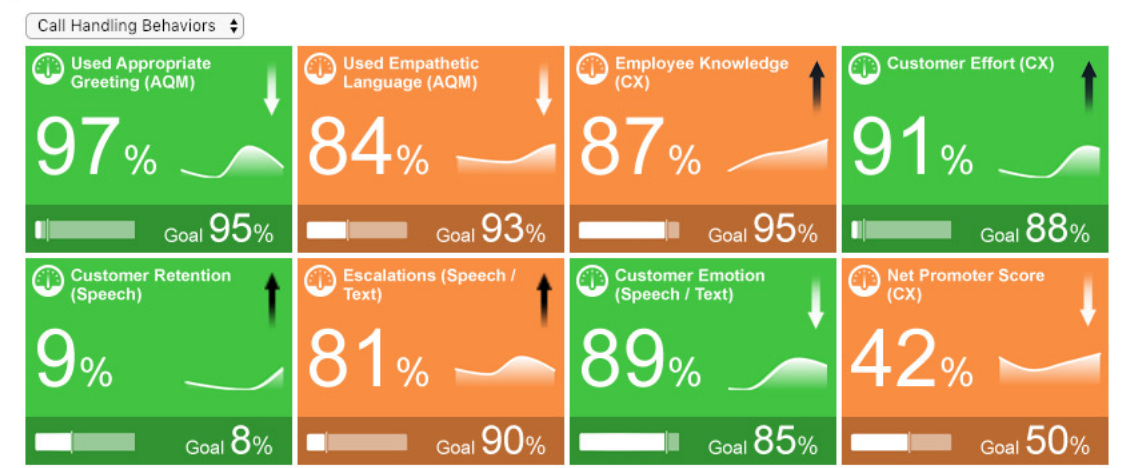 Call Handling Behaviors
Used Appropriate
Greeting (AQM)
97%
Goal 95%
Used Empathetic
Language (AQM)
84%
Goal 93%
Employee Knowledge
(CX)
87%
Goal 95%
Customer Effort (CX)
91%
Goal 88%
Customer Retention
(Speech)
9%
Goal 8%
Escalations (Speech /
Text)
81%
Goal 90%
Customer Emotion
(Speech / Text)
89%
Goal 85%
Net Promoter Score
(CX)
42%
Goal 50%